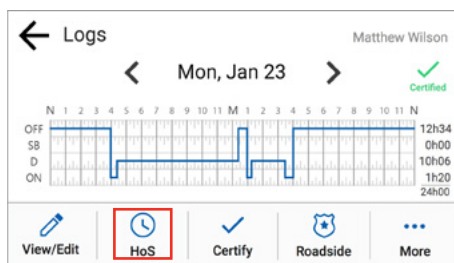 Logs
Matthew Wilson
Mon, Jan 23
Certified
N 1 2 3 4 5 6 7 8 9 10 11 M 1 2 3 4 5 6 7 8 9 10 11 N
OFF 12h34
SB 0h00
D 10h06
ON 1h20
24h00
View/Edit HoS Certify Roadside More